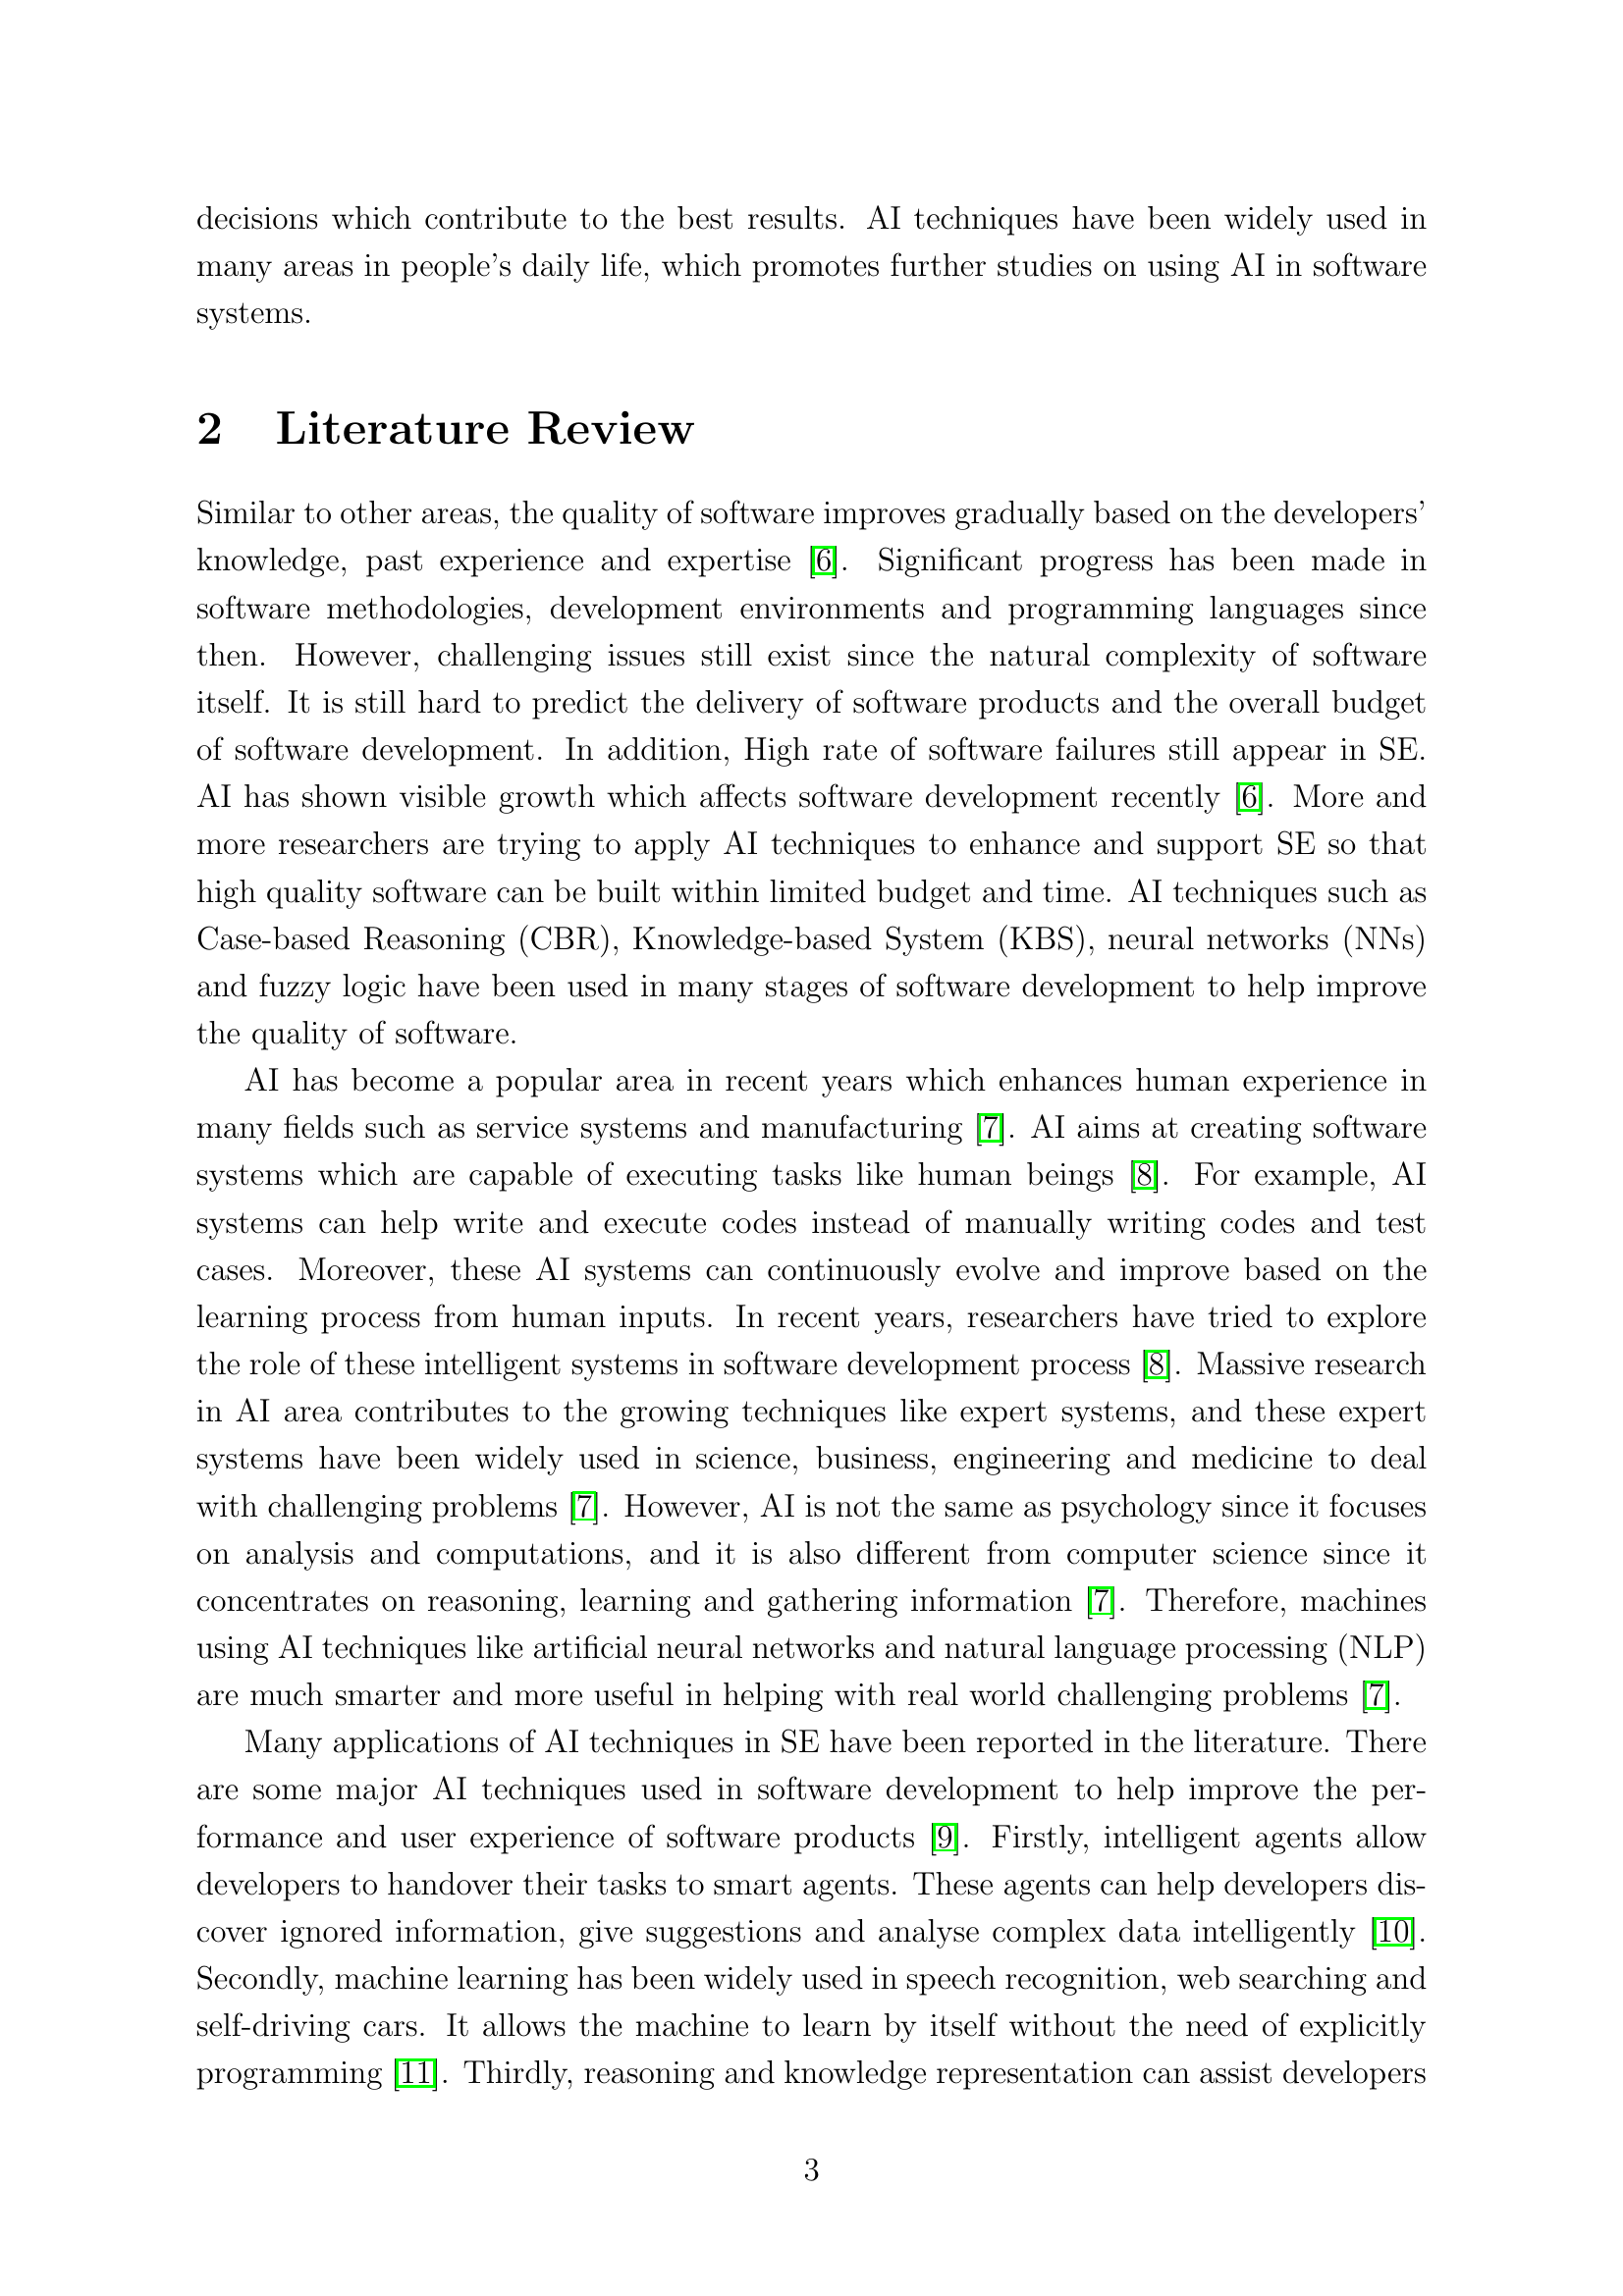 decisions which contribute to the best results. AI techniques have been widely used in
many areas in people's daily life, which promotes further studies on using AI in software
systems.
2 Literature Review
Similar to other areas, the quality of software improves gradually based on the developers'
knowledge, past experience and expertise [6]. Significant progress has been made in
software methodologies, development environments and programming languages since
then. However, challenging issues still exist since the natural complexity of software
itself. It is still hard to predict the delivery of software products and the overall budget
of software development. In addition, High rate of software failures still appear in SE.
AI has shown visible growth which affects software development recently [6]. More and
more researchers are trying to apply AI techniques to enhance and support SE so that
high quality software can be built within limited budget and time. AI techniques such as
Case-based Reasoning (CBR), Knowledge-based System (KBS), neural networks (NNs)
and fuzzy logic have been used in many stages of software development to help improve
the quality of software.
AI has become a popular area in recent years which enhances human experience in
many fields such as service systems and manufacturing [7]. AI aims at creating software
systems which are capable of executing tasks like human beings [8]. For example, AI
systems can help write and execute codes instead of manually writing codes and test
cases. Moreover, these AI systems can continuously evolve and improve based on the
learning process from human inputs. In recent years, researchers have tried to explore
the role of these intelligent systems in software development process [8]. Massive research
in AI area contributes to the growing techniques like expert systems, and these expert
systems have been widely used in science, business, engineering and medicine to deal
with challenging problems [7]. However, AI is not the same as psychology since it focuses
on analysis and computations, and it is also different from computer science since it
concentrates on reasoning, learning and gathering information [7]. Therefore, machines
using AI techniques like artificial neural networks and natural language processing (NLP)
are much smarter and more useful in helping with real world challenging problems [7].
Many applications of AI techniques in SE have been reported in the literature. There
are some major AI techniques used in software development to help improve the per-
formance and user experience of software products [9]. Firstly, intelligent agents allow
developers to handover their tasks to smart agents. These agents can help developers dis-
cover ignored information, give suggestions and analyse complex data intelligently [10].
Secondly, machine learning has been widely used in speech recognition, web searching and
self-driving cars. It allows the machine to learn by itself without the need of explicitly
programming [11]. Thirdly, reasoning and knowledge representation can assist developers
3